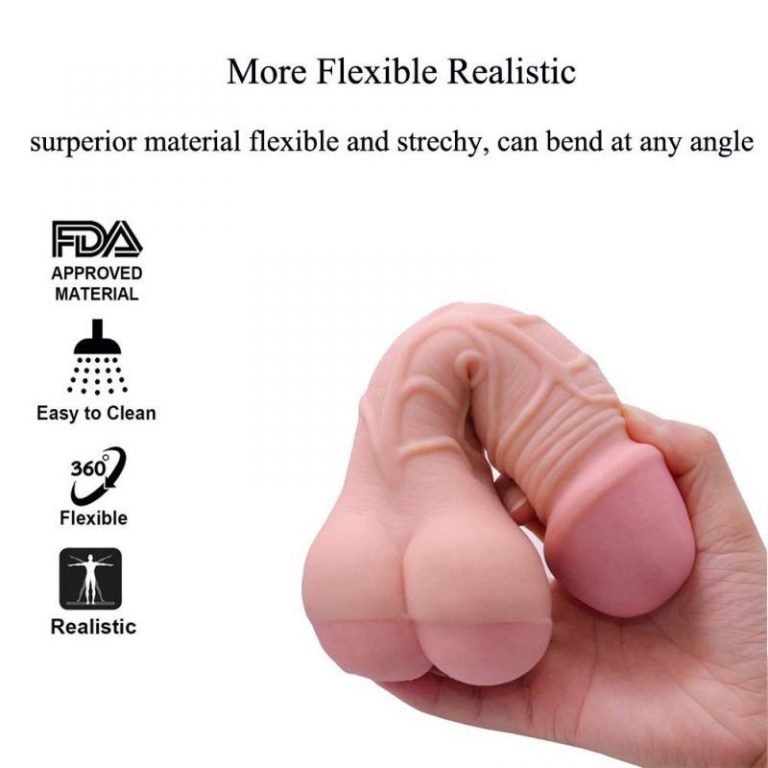 More Flexible Realistic
surperior material flexible and strechy, can bend at any angle
FDA
APPROVED
MATERIAL
Easy to Clean
360°
Flexible
Realistic